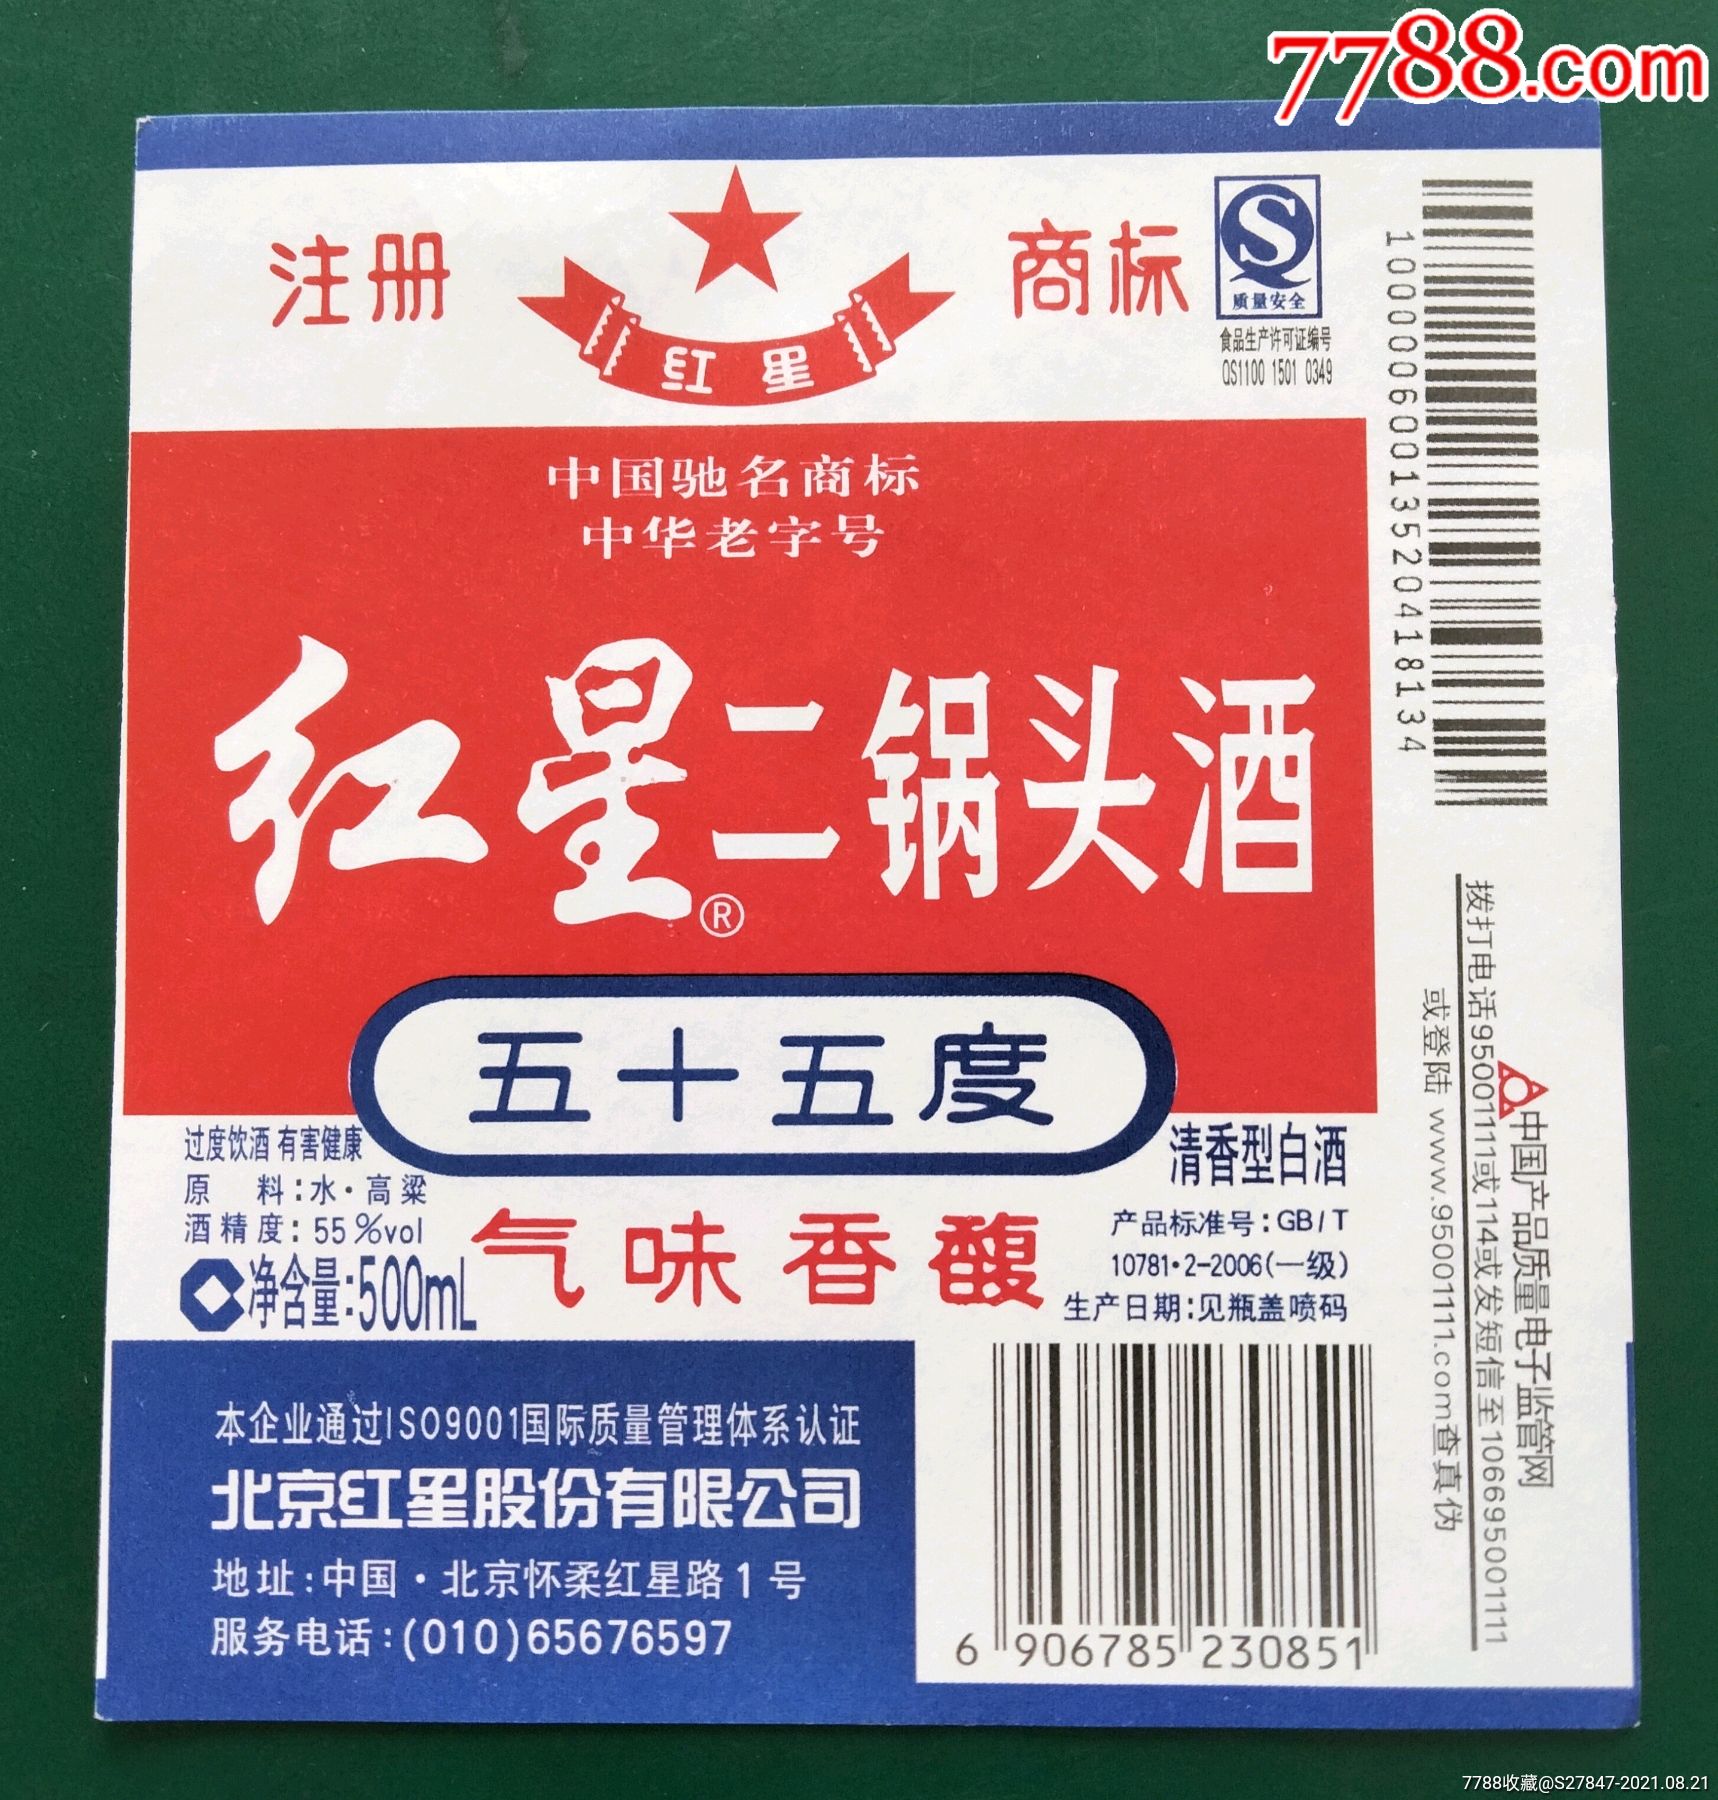 7788.com
注册 商标
红星
质量安全
食品生产许可证编号
QS1100 1501 0349
中国驰名商标
中华老字号
红星®二锅头酒
五十五度
过度饮酒 有害健康
原 料:水·高粱
酒精度:55%vol
净含量:500mL
气味香馥
清香型白酒
产品标准号:GB/T
10781·2-2006(一级)
生产日期:见瓶盖喷码
本企业通过ISO9001国际质量管理体系认证
北京红星股份有限公司
地址:中国·北京怀柔红星路1号
服务电话:(010)65676597
6 906785 230851
10000060013520418134
中国产品质量电子监管网
拨打电话95001111或114或发短信至106695001111
或登陆 www.95001111.com查真伪
7788收藏@S27847-2021.08.21